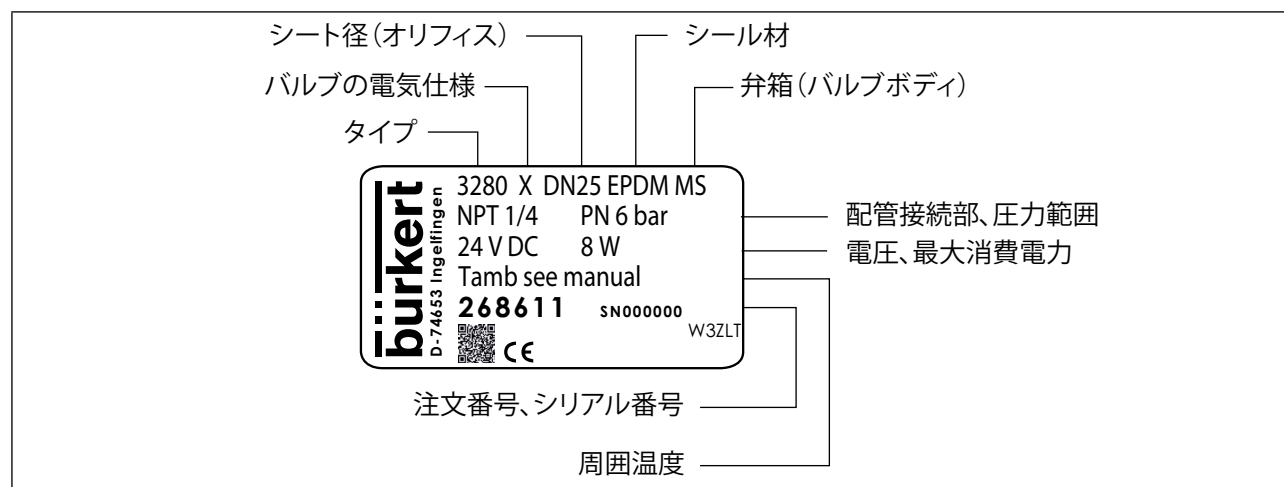 シート径（オリフィス）
シール材
バルブの電気仕様
弁箱（バルブボディ）
タイプ
bürkert
D-74653 Ingelfingen
3280 X DN25 EPDM MS
NPT 1/4 PN 6 bar
24 V DC 8 W
Tamb see manual
268611 SN000000
W3ZLT
CE
配管接続部、圧力範囲
電圧、最大消費電力
注文番号、シリアル番号
周囲温度